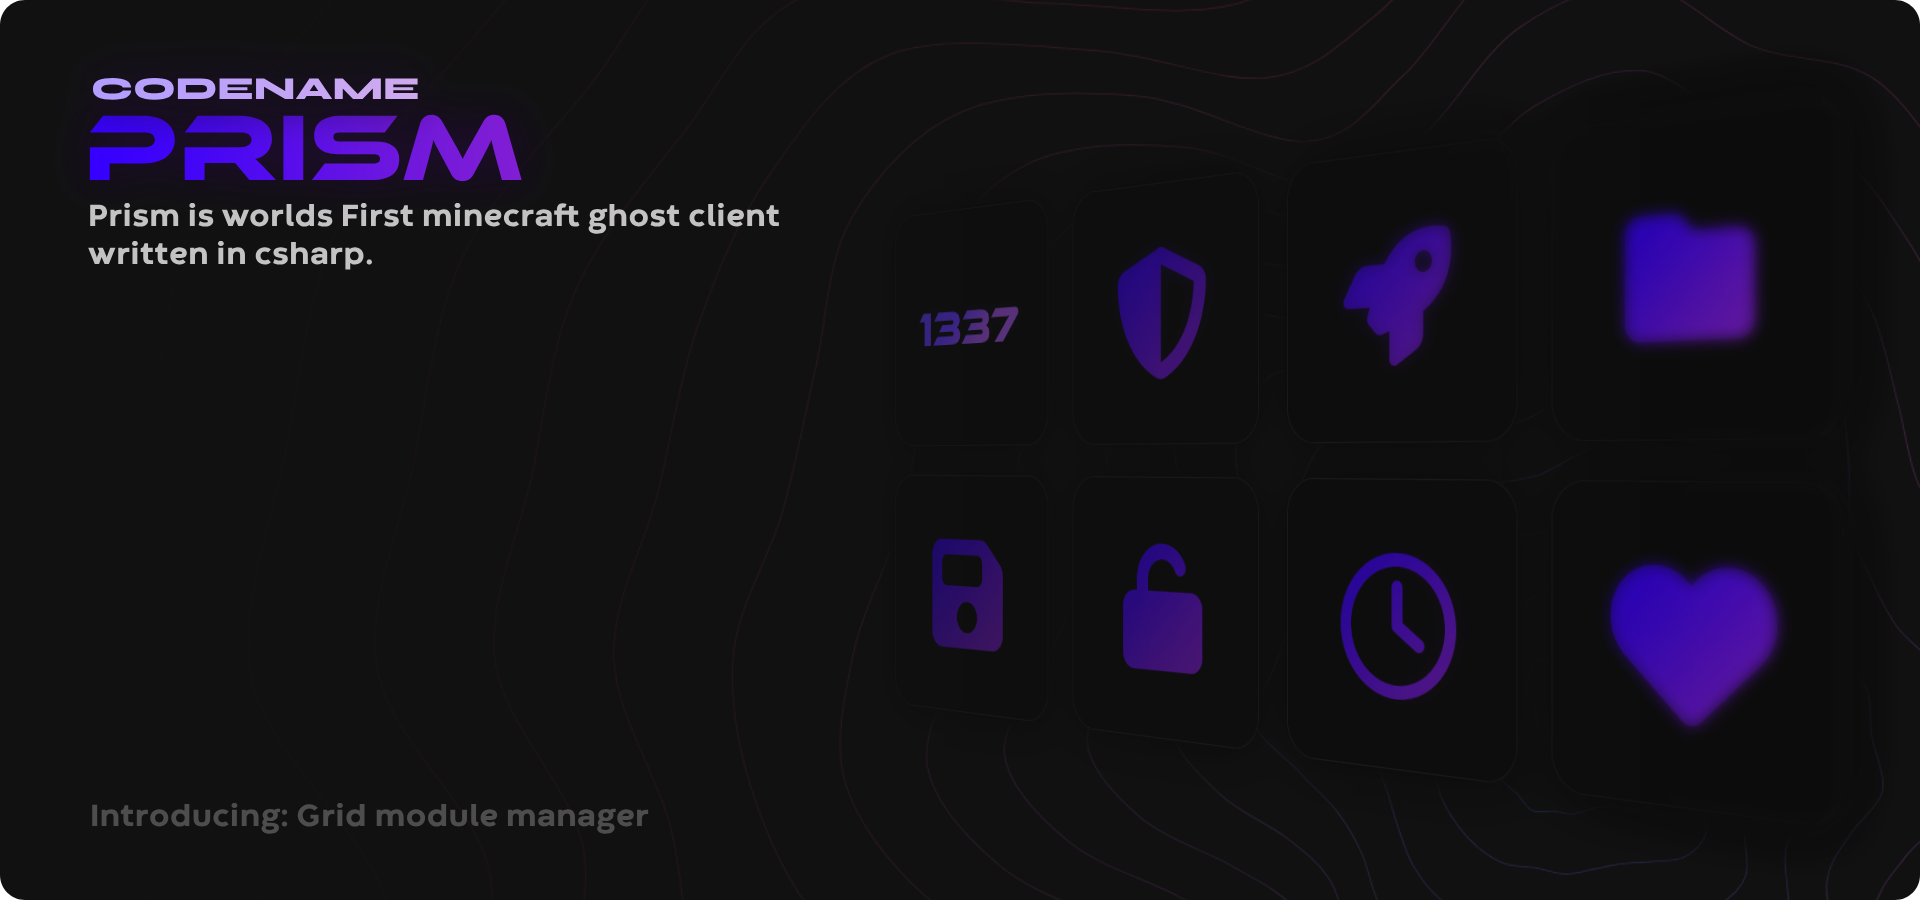 CODENAME
PRISM
Prism is worlds First minecraft ghost client
written in csharp.
1337
Introducing: Grid module manager